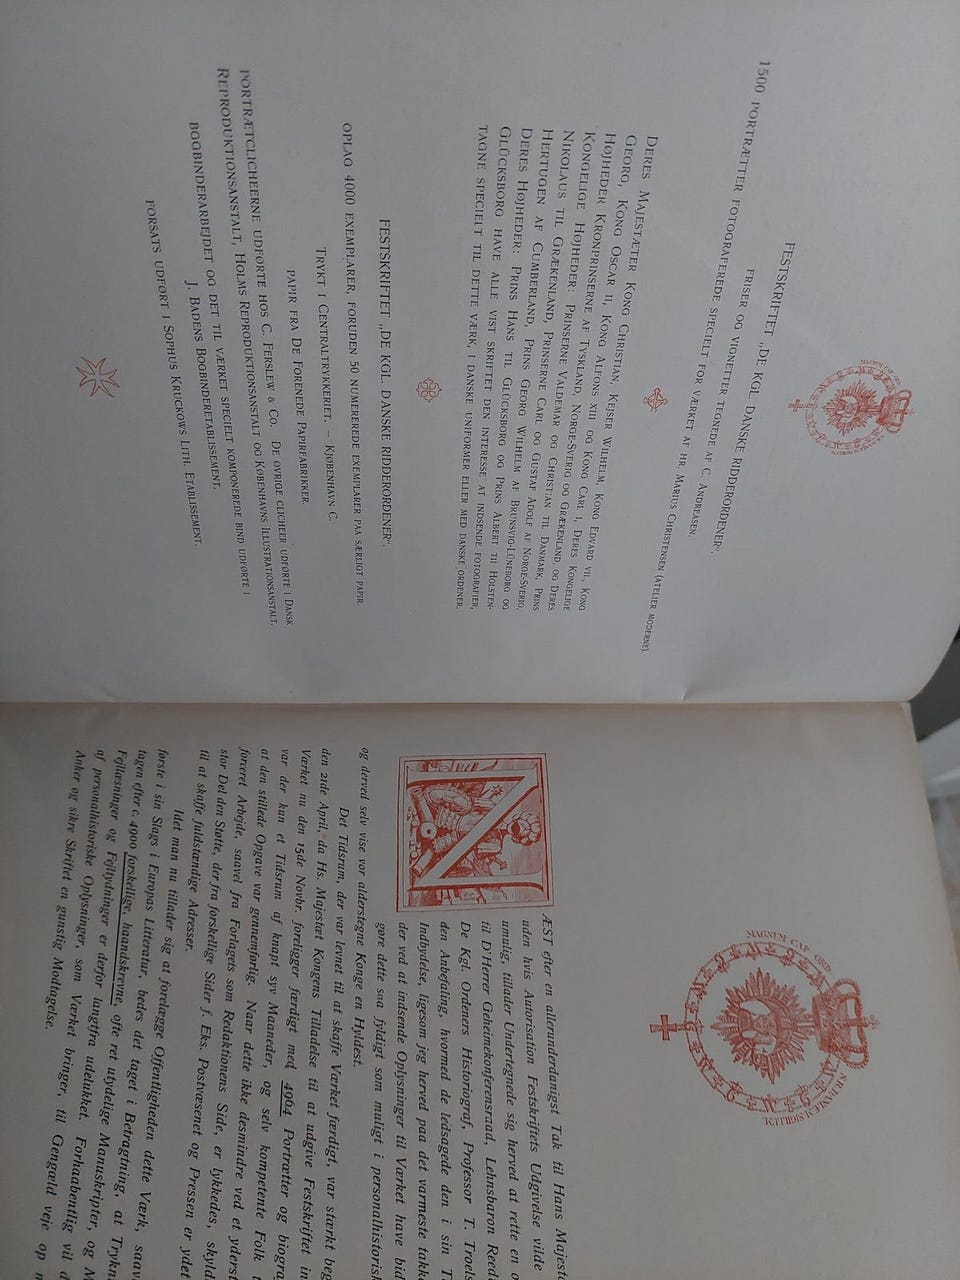 MAGNUM CAP. ORD
S.R. DANIÆ SIGILLUM
FESTSKRIFTET „DE KGL. DANSKE RIDDERORDENER“.
FRISER OG VIGNETTER TEGNEDE AF C. ANDREASEN.
1500 PORTRÆTTER FOTOGRAFEREDE SPECIELT FOR VÆRKET AF HR. MARIUS CHRISTENSEN (ATELIER MODERNE).
DERES MAJESTÆTER KONG CHRISTIAN, KEJSER WILHELM, KONG EDVARD VII, KONG
GEORG, KONG OSCAR II, KONG ALFONS XIII OG KONG CARL I, DERES KONGELIGE
HØJHEDER KRONPRINSERNE AF TYSKLAND, NORGE-SVERIG OG GRÆKENLAND, OG DERES
KONGELIGE HØJHEDER: PRINSERNE VALDEMAR OG CHRISTIAN TIL DANMARK, PRINS
NIKOLAUS TIL GRÆKENLAND, PRINSERNE CARL OG GUSTAF ADOLF AF NORGE-SVERIG,
HERTUGEN AF CUMBERLAND, PRINS GEORG WILHELM AF BRUNSVIG-LÜNEBORG OG
DERES HØJHEDER: PRINS HANS TIL GLÜCKSBORG OG PRINS ALBERT TIL HOLSTEN-
GLÜCKSBORG HAVE ALLE VIST SKRIFTET DEN INTERESSE AT INDSENDE FOTOGRAFIER,
TAGNE SPECIELT TIL DETTE VÆRK, I DANSKE UNIFORMER ELLER MED DANSKE ORDENER.
FESTSKRIFTET „DE KGL. DANSKE RIDDERORDENER“.
OPLAG 4000 EXEMPLARER, FORUDEN 50 NUMEREREDE EXEMPLARER PAA SÆRLIGT PAPIR.
TRYKT I CENTRALTRYKKERIET. – KJØBENHAVN C.
PAPIR FRA DE FORENEDE PAPIRFABRIKKER.
PORTRÆTCLICHEERNE UDFØRTE HOS C. FERSLEW & CO. DE ØVRIGE CLICHEER UDFØRTE I DANSK
REPRODUKTIONSANSTALT, HOLMS REPRODUKTIONSANSTALT OG KØBENHAVNS ILLUSTRATIONSANSTALT.
BOGBINDERARBEJDET OG DET TIL VÆRKET SPECIELT KOMPONEREDE BIND UDFØRTE I
J. BADENS BOGBINDERETABLISSEMENT.
FORSATS UDFØRT I SOPHUS KRUCKOWS LITH. ETABLISSEMENT.
MAGNUM CAP. ORD
S.R. DANIÆ SIGILLUM
NÆST efter en allerunderdanigst Tak til Hans Majestæ
uden hvis Autorisation Festskriftets Udgivelse vilde
umulig, tillader Undertegnede sig herved at rette en o
til D'Herrer Geheimekonferensraad, Lehnsbaron Reed
De Kgl. Ordeners Historiograf, Professor T. Troels
den Anbefaling, hvormed de ledsagede den i sin T
Indbydelse, ligesom jeg herved paa det varmeste takk
der ved at indsende Oplysninger til Værket have bid
gøre dette saa fyldigt som muligt i personalhistorisk
og derved selv vise vor alderstegne Konge en Hyldest.
Det Tidsrum, der var levnet til at skaffe Værket færdigt, var stærkt beg
den 21de April, da Hs. Majestæt Kongens Tilladelse til at udgive Festskriftet in
Værket nu den 15de Novbr. foreligger færdigt med 4964 Portrætter og biogra
var der kun et Tidsrum af knapt syv Maaneder, og selv kompetente Folk t
at den stillede Opgave var gennemførlig. Naar dette ikke desmindre ved et yderst
forceret Arbejde, saavel fra Forlagets som Redaktionens Side, er lykkedes, skyld
stor Del den Støtte, der fra forskellige Sider f. Eks. Postvæsenet og Pressen er ydet
til at skaffe fuldstændige Adresser.
Idet man nu tillader sig at forelægge Offentligheden dette Værk, saav
første i sin Slags i Europas Litteratur, bedes det taget i Betragtning, at Trykn
tagen efter c. 4900 forskellige, haandskrevne, ofte ret utydelige Manuskripter, og M
Fejllæsninger og Fejltydninger er derfor langtfra udelukket. Forhaabentlig vil d
af personalhistoriske Oplysninger, som Værket bringer, til Gengæld veje op m
Anker og sikre Skriftet en gunstig Modtagelse.